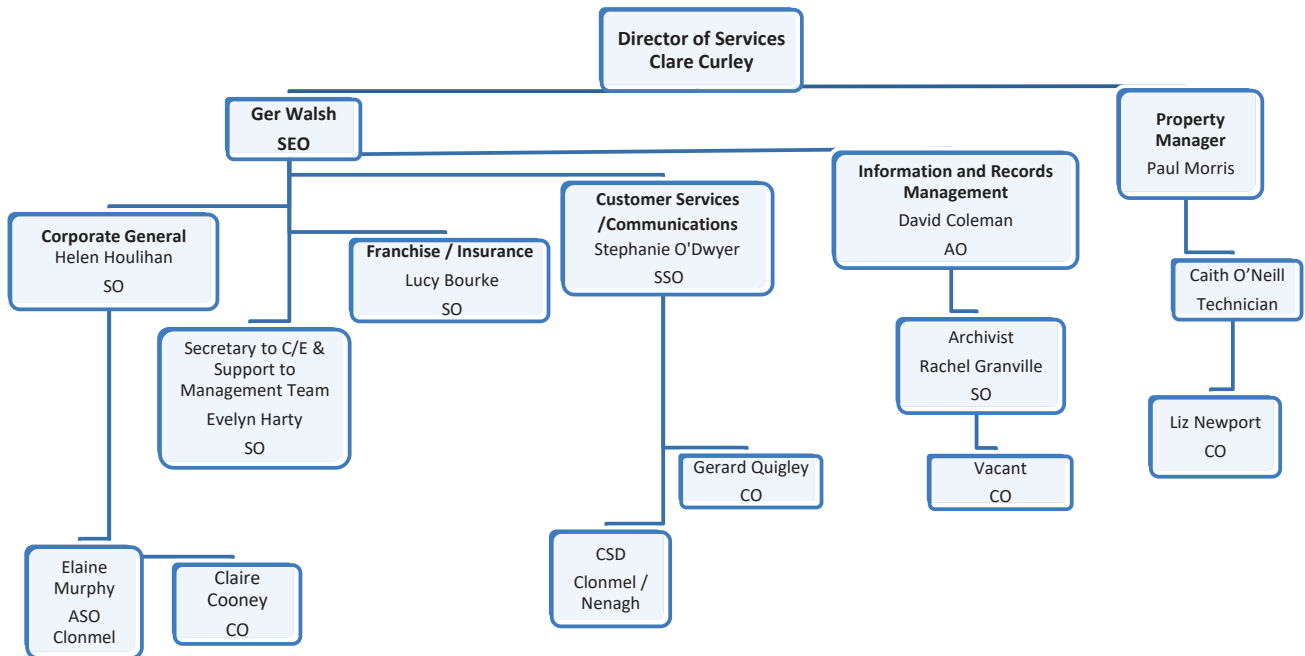 Director of Services
Clare Curley
Ger Walsh
SEO
Property
Manager
Paul Morris
Information and Records
Management
David Coleman
AO
Customer Services
/Communications
Stephanie O'Dwyer
SSO
Corporate General
Helen Houlihan
SO
Franchise / Insurance
Lucy Bourke
SO
Caith O’Neill
Technician
Secretary to C/E &
Support to
Management Team
Evelyn Harty
SO
Archivist
Rachel Granville
SO
Liz Newport
CO
Gerard Quigley
CO
Vacant
CO
CSD
Clonmel /
Nenagh
Elaine
Murphy
ASO
Clonmel
Claire
Cooney
CO